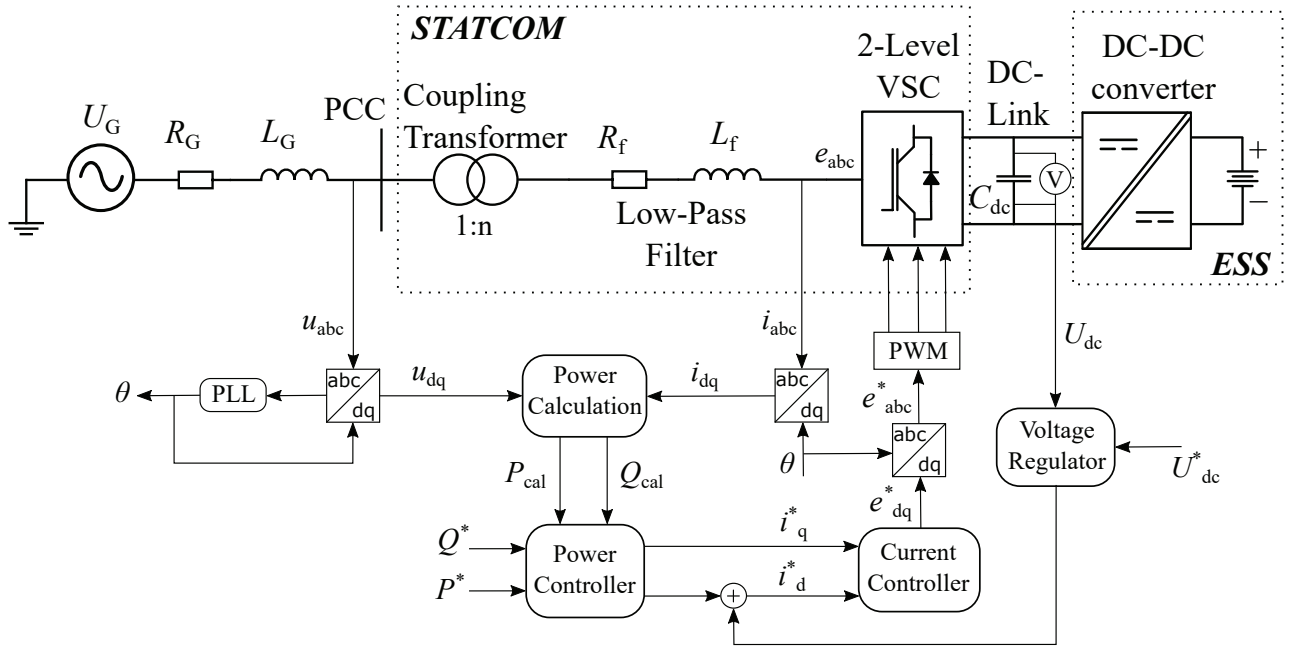 STATCOM
2-Level
VSC
DC-
Link
DC-DC
converter
U_G
R_G
L_G
PCC
Coupling
Transformer
1:n
R_f
L_f
Low-Pass
Filter
e_abc
C_dc
V
+
−
ESS
u_abc
i_abc
PWM
U_dc
θ
PLL
abc
dq
u_dq
Power
Calculation
i_dq
abc
dq
e*_abc
θ
abc
dq
Voltage
Regulator
U*_dc
P_cal
Q_cal
e*_dq
Q*
P*
Power
Controller
i*_q
+
i*_d
Current
Controller